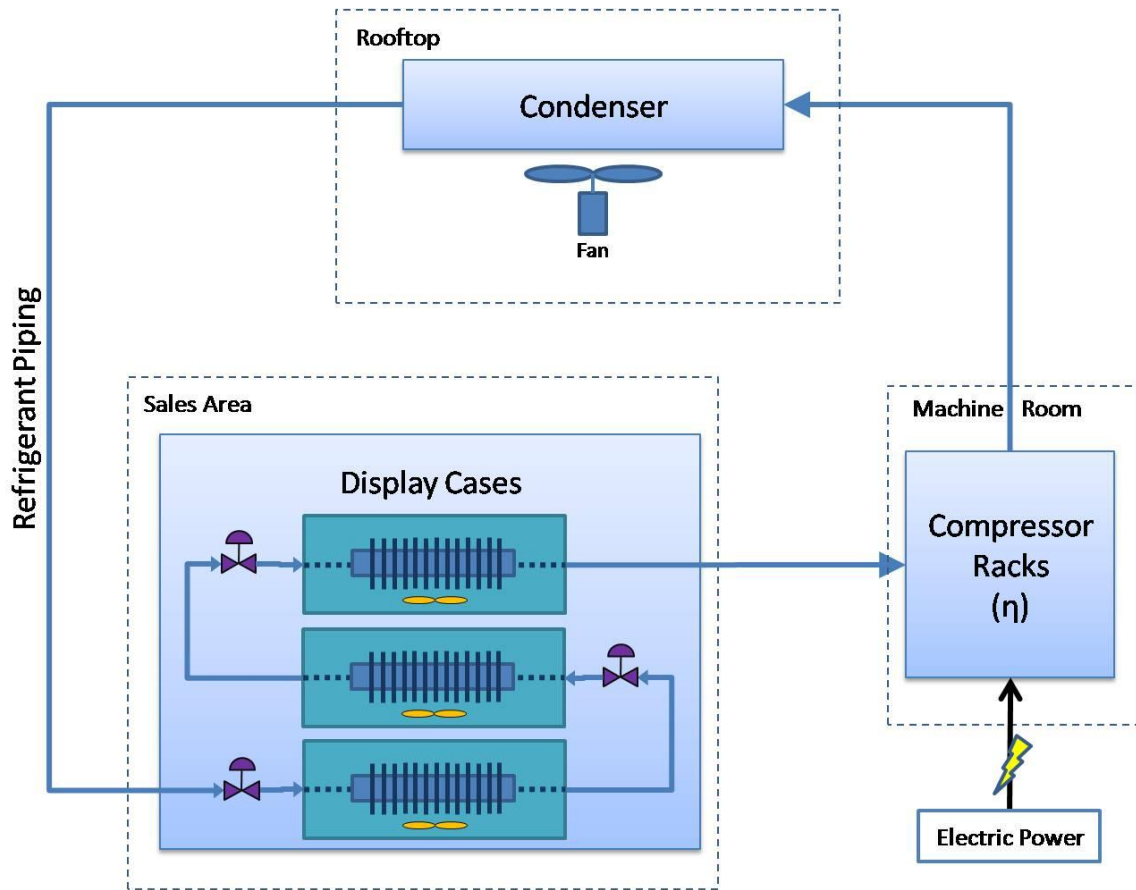 Rooftop
Condenser
Fan
Refrigerant Piping
Sales Area
Display Cases
Machine Room
Compressor
Racks
(η)
Electric Power